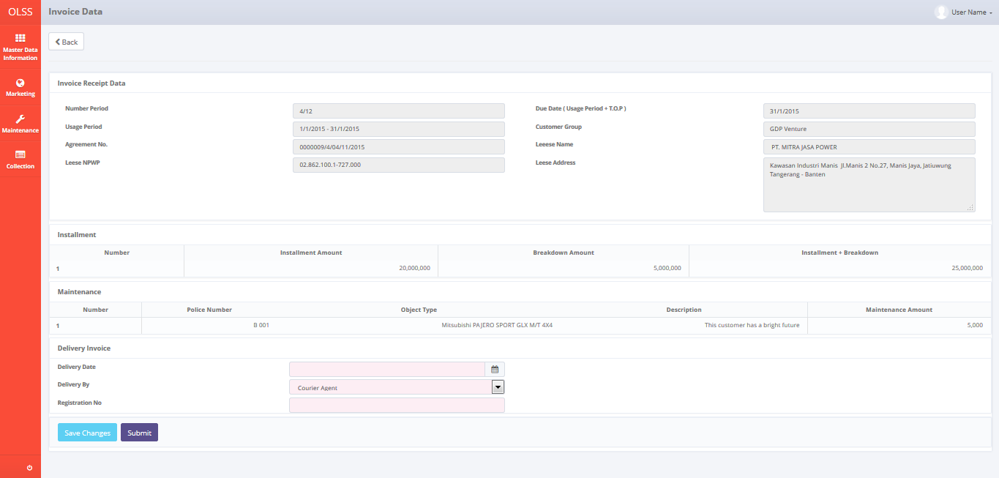 OLSS
Invoice Data
User Name
Master Data
Information
Marketing
Maintenance
Collection
Back
Invoice Receipt Data
Number Period 4/12 Due Date ( Usage Period + T.O.P ) 31/1/2015
Usage Period 1/1/2015 - 31/1/2015 Customer Group GDP Venture
Agreement No. 0000009/4/04/11/2015 Leeese Name PT. MITRA JASA POWER
Leese NPWP 02.862.100.1-727.000 Leese Address Kawasan Industri Manis Jl.Manis 2 No.27, Manis Jaya, Jatiuwung
Tangerang - Banten
Installment
Number Installment Amount Breakdown Amount Installment + Breakdown
1 20,000,000 5,000,000 25,000,000
Maintenance
Number Police Number Object Type Description Maintenance Amount
1 B 001 Mitsubishi PAJERO SPORT GLX M/T 4X4 This customer has a bright future 5,000
Delivery Invoice
Delivery Date
Delivery By Courier Agent
Registration No
Save Changes Submit